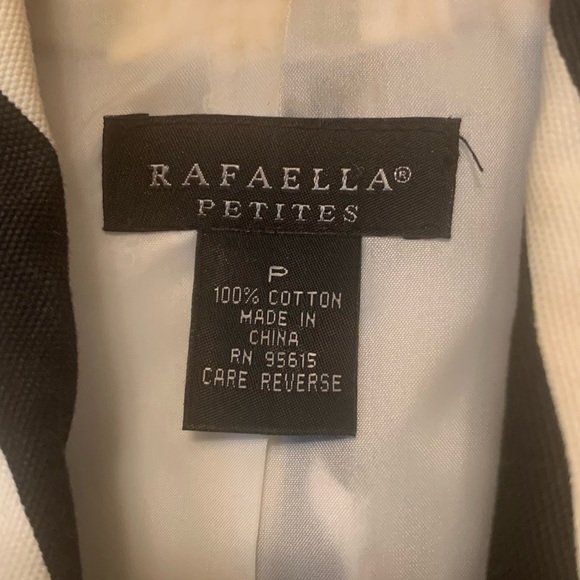 RAFAELLA®
PETITES
P
100% COTTON
MADE IN
CHINA
RN 95615
CARE REVERSE